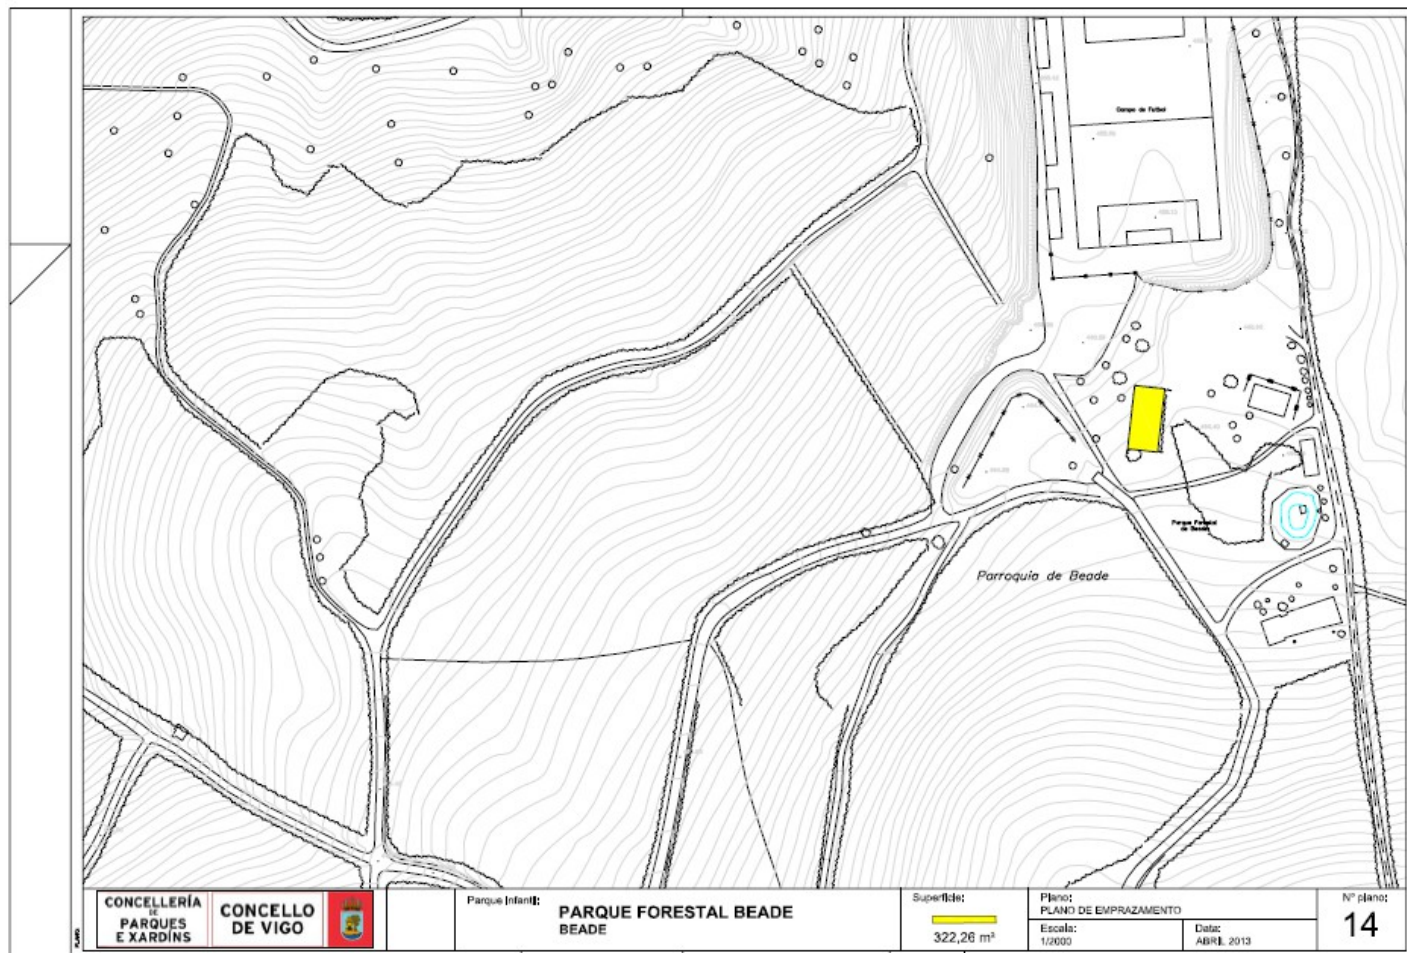 Campo de Futbol
Parque Forestal
de Beade
Parroquia de Beade
CONCELLERÍA
DE
PARQUES
E XARDÍNS
CONCELLO
DE VIGO
Parque Infantil:
PARQUE FORESTAL BEADE
BEADE
Superficie:
322,26 m²
Plano:
PLANO DE EMPRAZAMENTO
Escala:
1/2000
Data:
ABRIL 2013
Nº plano:
14